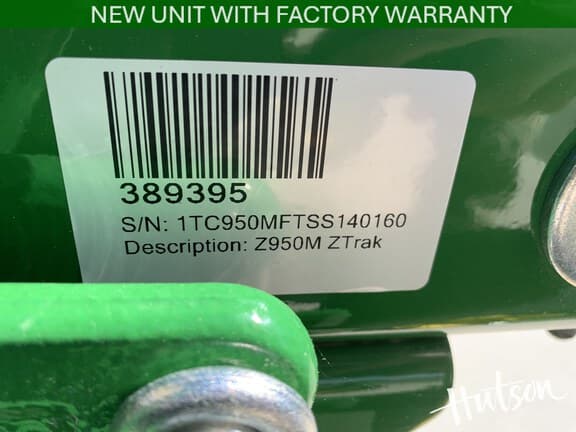 NEW UNIT WITH FACTORY WARRANTY
389395
S/N: 1TC950MFTSS140160
Description: Z950M ZTrak
Hutson